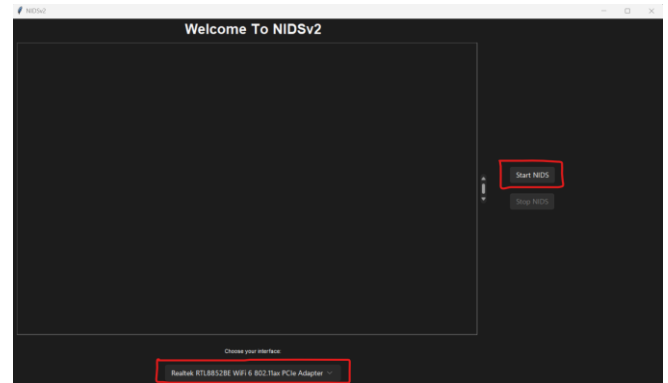 NIDSv2
Welcome To NIDSv2
Start NIDS
Stop NIDS
Choose your interface:
Realtek RTL8852BE WiFi 6 802.11ax PCIe Adapter